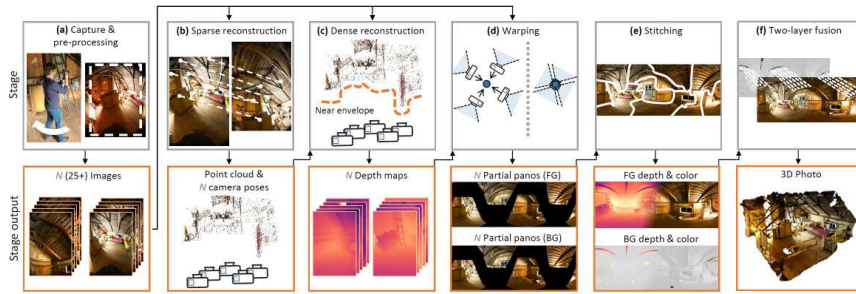 (a) Capture &
pre-processing
(b) Sparse reconstruction
(c) Dense reconstruction
(d) Warping
(e) Stitching
(f) Two-layer fusion
Stage
Near envelope
N (25+) Images
Point cloud &
N camera poses
N Depth maps
N Partial panos (FG)
FG depth & color
3D Photo
Stage output
N Partial panos (BG)
BG depth & color